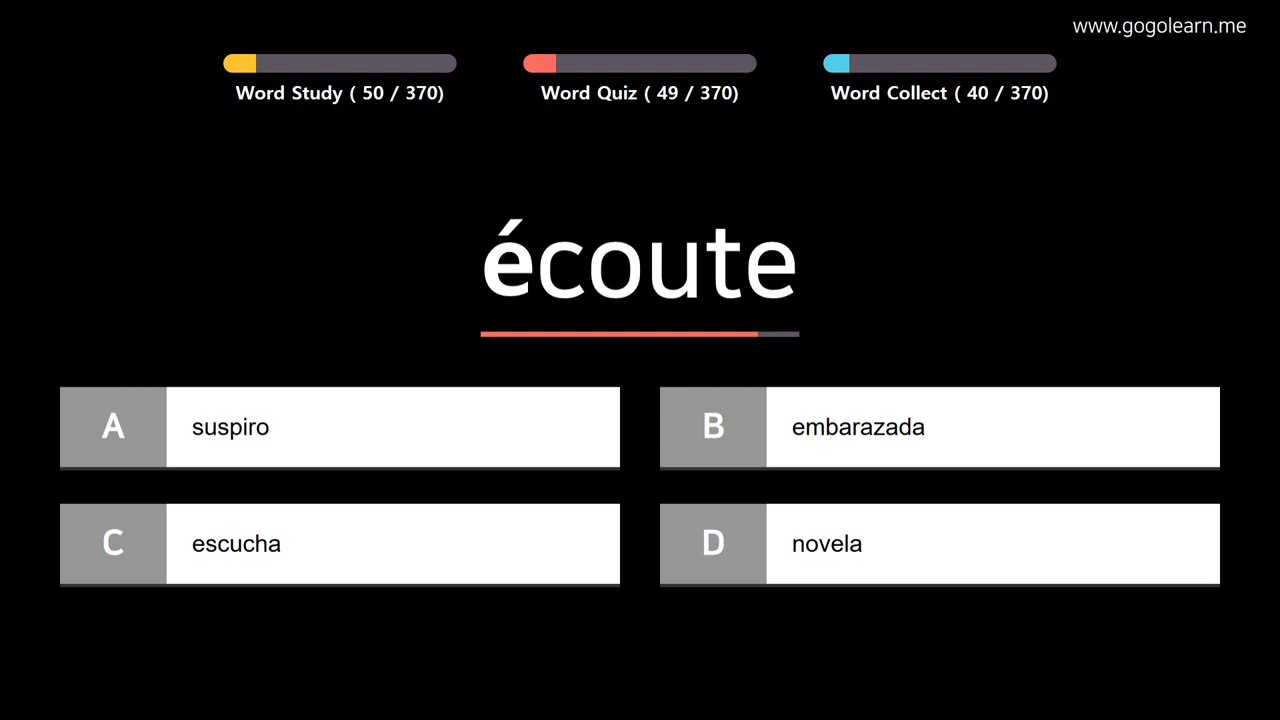 www.gogolearn.me
Word Study ( 50 / 370)
Word Quiz ( 49 / 370)
Word Collect ( 40 / 370)
écoute
A suspiro
B embarazada
C escucha
D novela